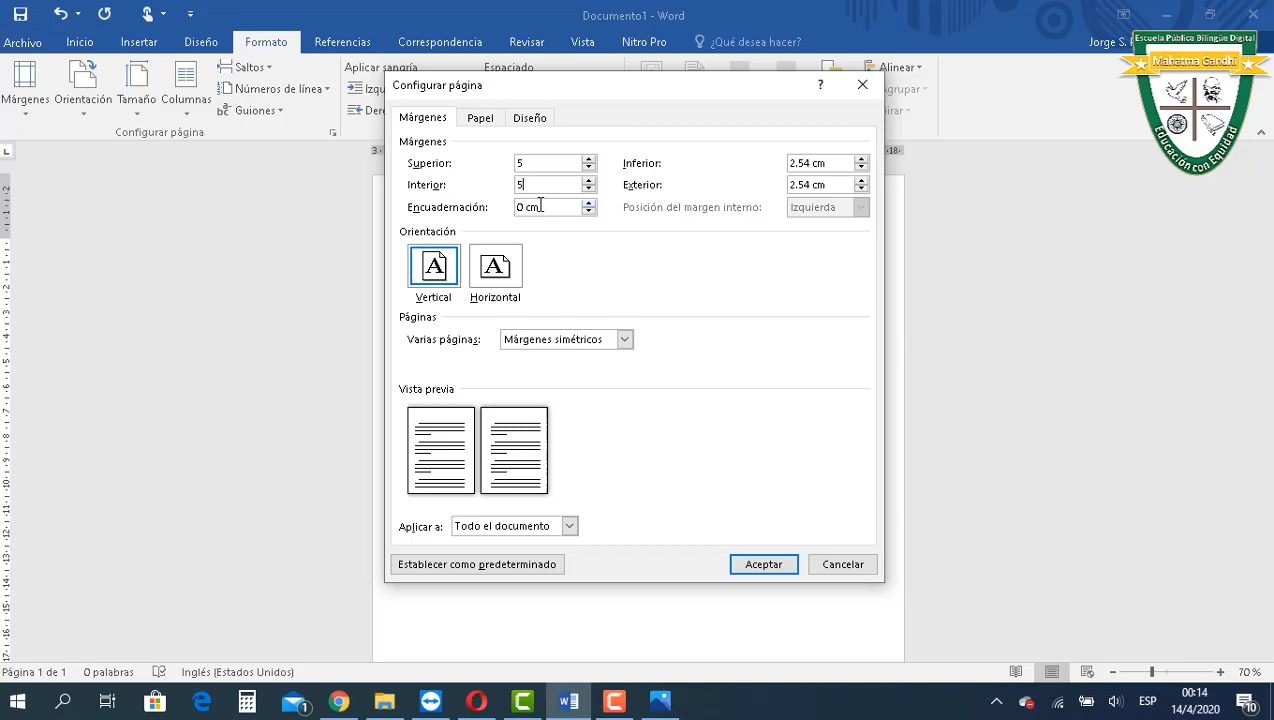 Documento1 - Word
Archivo Inicio Insertar Diseño Formato Referencias Correspondencia Revisar Vista Nitro Pro ¿Qué desea hacer? Jorge S.
Escuela Pública Bilingüe Digital
Mahatma Gandhi
Educación con Equidad
Márgenes Orientación Tamaño Columnas
Saltos
Números de línea
Guiones
Configurar página
Aplicar sangría Espaciado
Izqu
Dere
Alinear
Agrupar
Configurar página
?
Márgenes Papel Diseño
Márgenes
Superior: 5 Inferior: 2.54 cm
Interior: 5 Exterior: 2.54 cm
Encuadernación: 0 cm Posición del margen interno: Izquierda
Orientación
A A
Vertical Horizontal
Páginas
Varias páginas: Márgenes simétricos
Vista previa
Aplicar a: Todo el documento
Establecer como predeterminado Aceptar Cancelar
Página 1 de 1 0 palabras Inglés (Estados Unidos) 70 %
ESP 00:14
14/4/2020
1
10